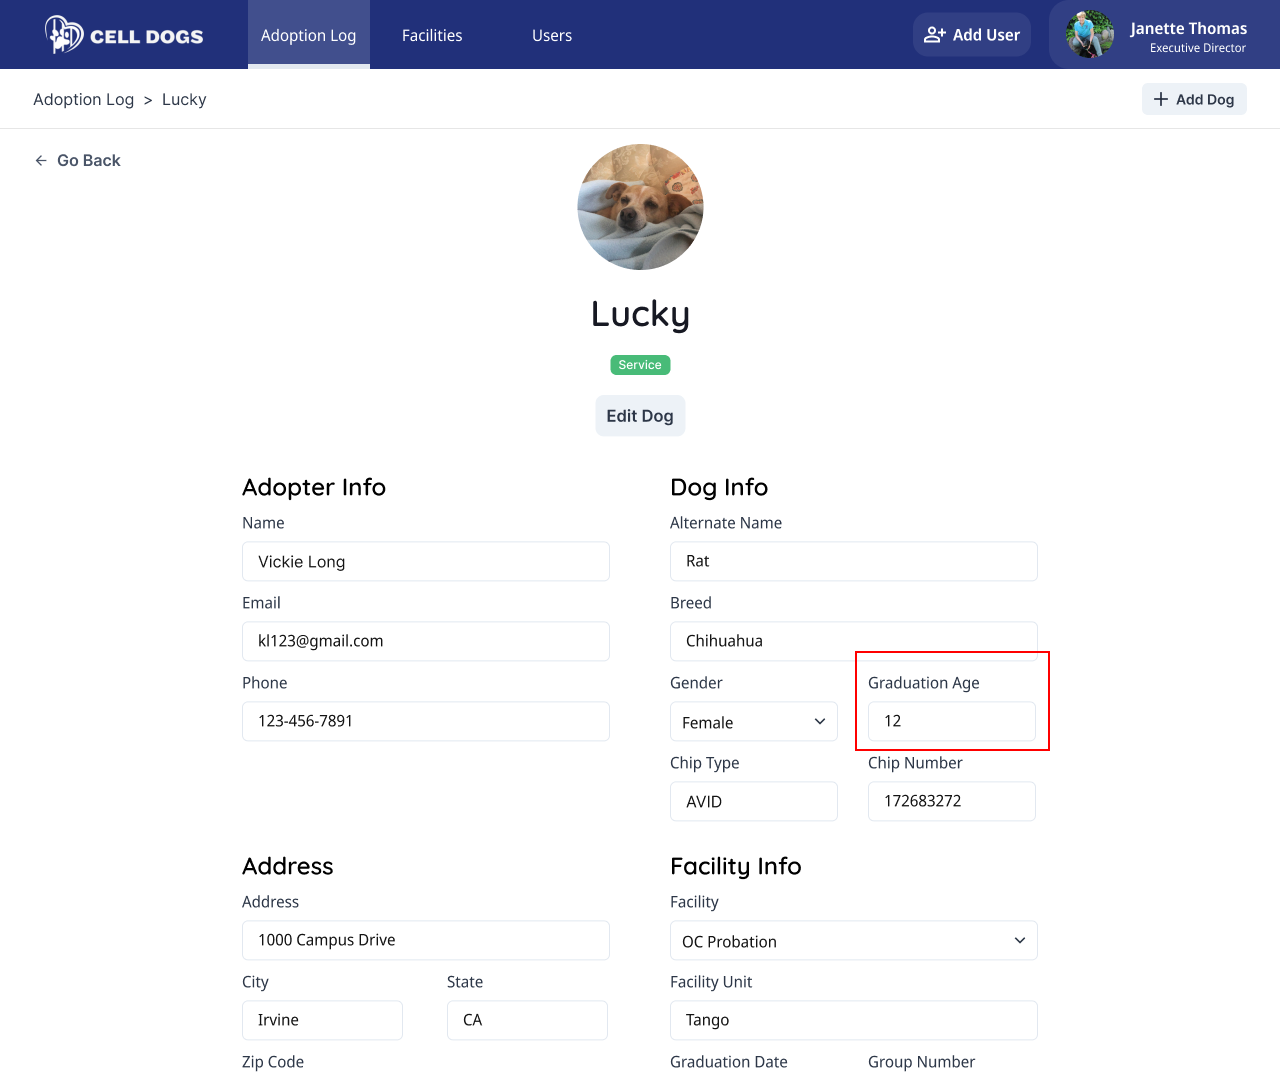 CELL DOGS
Adoption Log
Facilities
Users
Add User
Janette Thomas
Executive Director
Adoption Log > Lucky
Add Dog
Go Back
Lucky
Service
Edit Dog
Adopter Info
Name
Vickie Long
Email
kl123@gmail.com
Phone
123-456-7891
Dog Info
Alternate Name
Rat
Breed
Chihuahua
Gender
Graduation Age
Female
12
Chip Type
Chip Number
AVID
172683272
Address
Address
1000 Campus Drive
City
State
Irvine
CA
Zip Code
Facility Info
Facility
OC Probation
Facility Unit
Tango
Graduation Date
Group Number